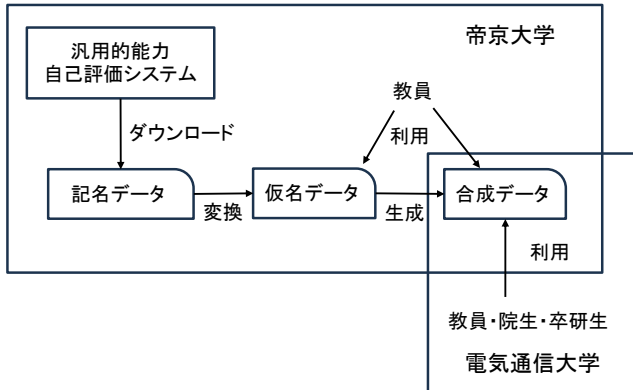 帝京大学
汎用的能力
自己評価システム
教員
ダウンロード
利用
記名データ
仮名データ
合成データ
変換
生成
利用
教員・院生・卒研生
電気通信大学